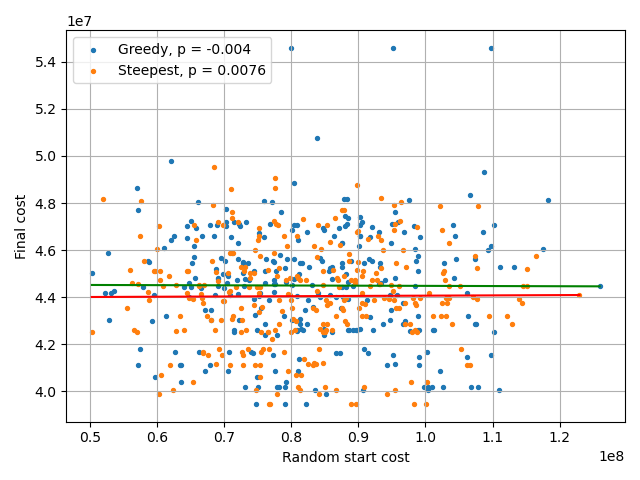 1e7
Greedy, p = -0.004
Steepest, p = 0.0076
5.4
5.2
5.0
4.8
4.6
4.4
4.2
4.0
Final cost
0.5 0.6 0.7 0.8 0.9 1.0 1.1 1.2
Random start cost
1e8